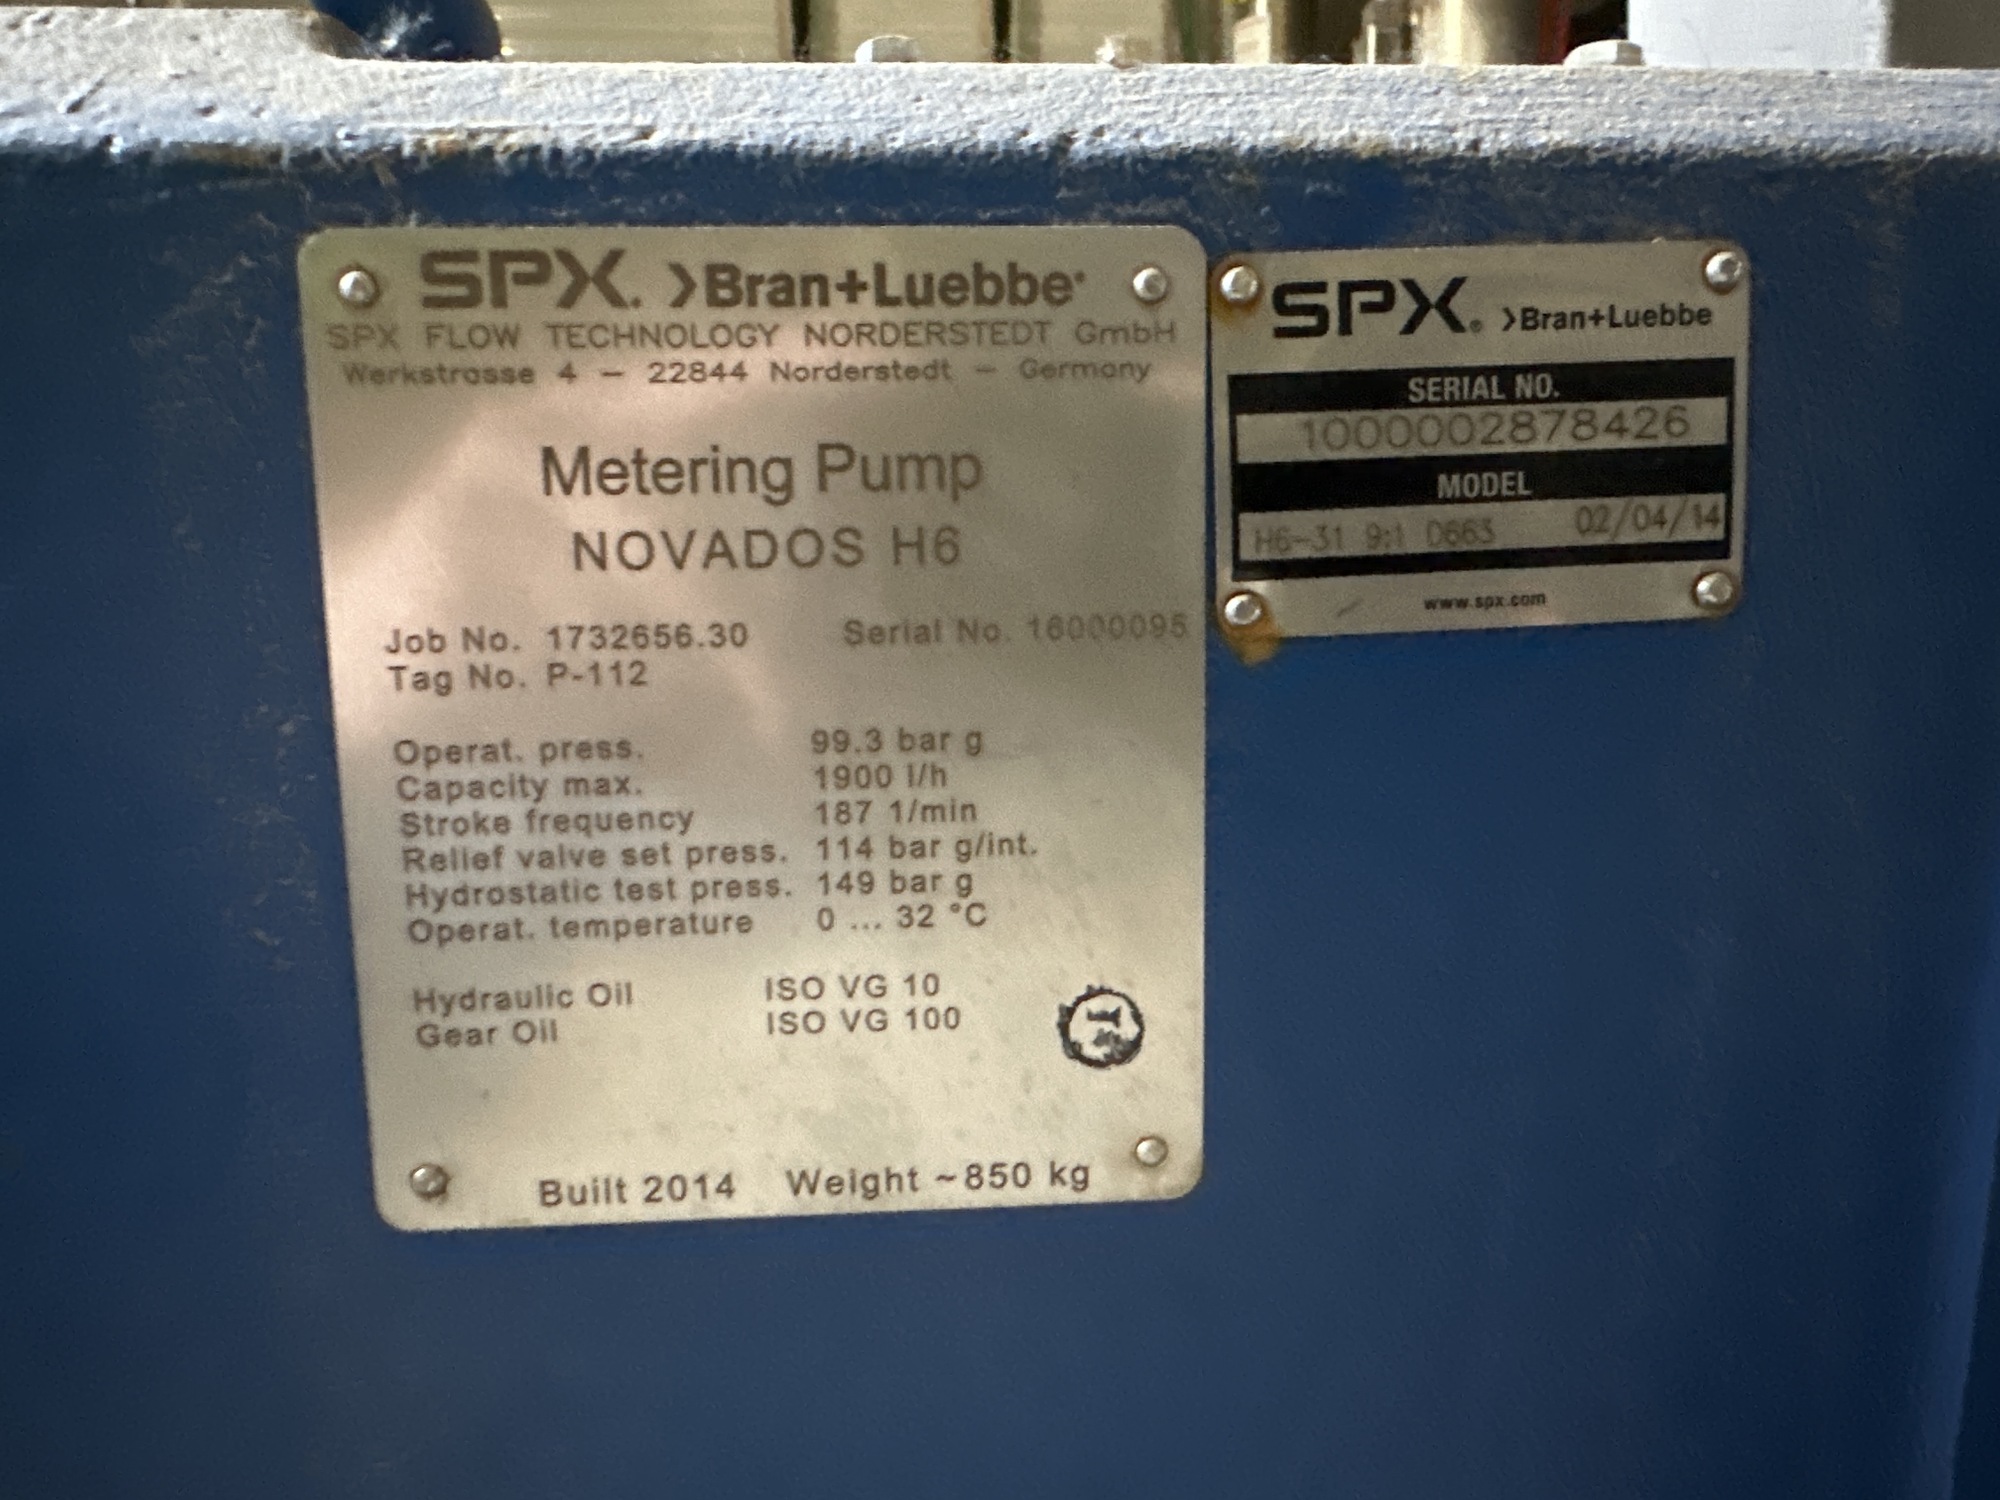 SPX. >Bran+Luebbe
SPX FLOW TECHNOLOGY NORDERSTEDT GmbH
Werkstrasse 4 – 22844 Norderstedt – Germany
Metering Pump
NOVADOS H6
Job No. 1732656.30 Serial No. 16000095
Tag No. P-112
Operat. press. 99.3 bar g
Capacity max. 1900 l/h
Stroke frequency 187 1/min
Relief valve set press. 114 bar g/int.
Hydrostatic test press. 149 bar g
Operat. temperature 0 ... 32 °C
Hydraulic Oil ISO VG 10
Gear Oil ISO VG 100
Built 2014 Weight ~850 kg
SPX® >Bran+Luebbe
SERIAL NO.
1000002878426
MODEL
H6-31 9:1 0663 02/04/14
www.spx.com